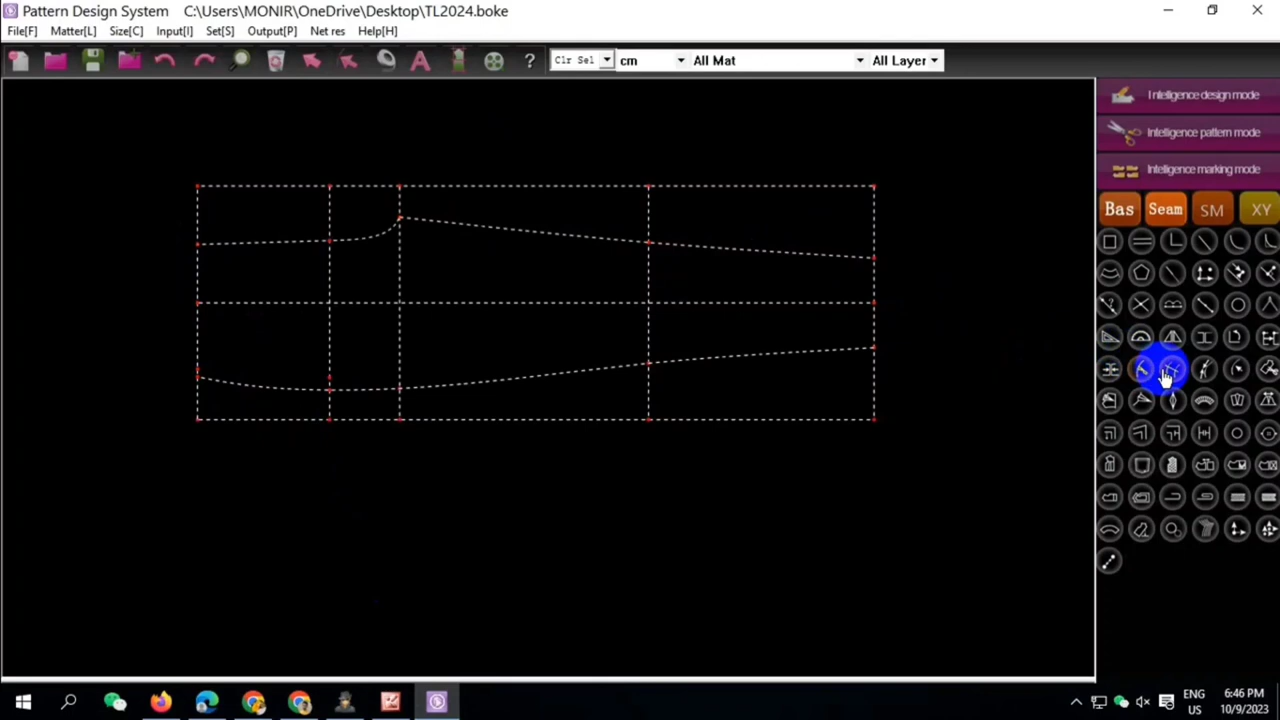 Pattern Design System C:\Users\MONIR\OneDrive\Desktop\TL2024.boke
File[F] Matter[L] Size[C] Input[I] Set[S] Output[P] Net res Help[H]
A ? Clr Sel cm All Mat All Layer
Intelligence design mode
Intelligence pattern mode
Intelligence marking mode
Bas Seam SM XY
ENG 6:46 PM
US 10/9/2023